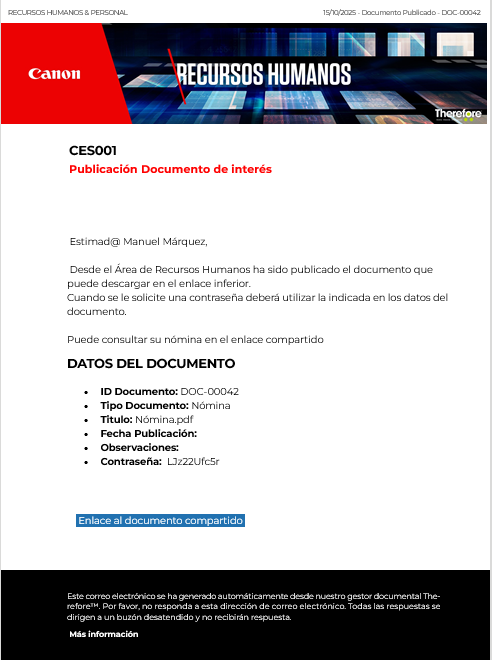 RECURSOS HUMANOS & PERSONAL
15/10/2025 - Documento Publicado - DOC-00042
Canon
RECURSOS HUMANOS
Therefore
CES001
Publicación Documento de interés
Estimad@ Manuel Márquez,
Desde el Área de Recursos Humanos ha sido publicado el documento que
puede descargar en el enlace inferior.
Cuando se le solicite una contraseña deberá utilizar la indicada en los datos del
documento.
Puede consultar su nómina en el enlace compartido
DATOS DEL DOCUMENTO
• ID Documento: DOC-00042
• Tipo Documento: Nómina
• Titulo: Nómina.pdf
• Fecha Publicación:
• Observaciones:
• Contraseña: LJz22Ufc5r
Enlace al documento compartido
Este correo electrónico se ha generado automáticamente desde nuestro gestor documental The-
refore™. Por favor, no responda a esta dirección de correo electrónico. Todas las respuestas se
dirigen a un buzón desatendido y no recibirán respuesta.
Más información